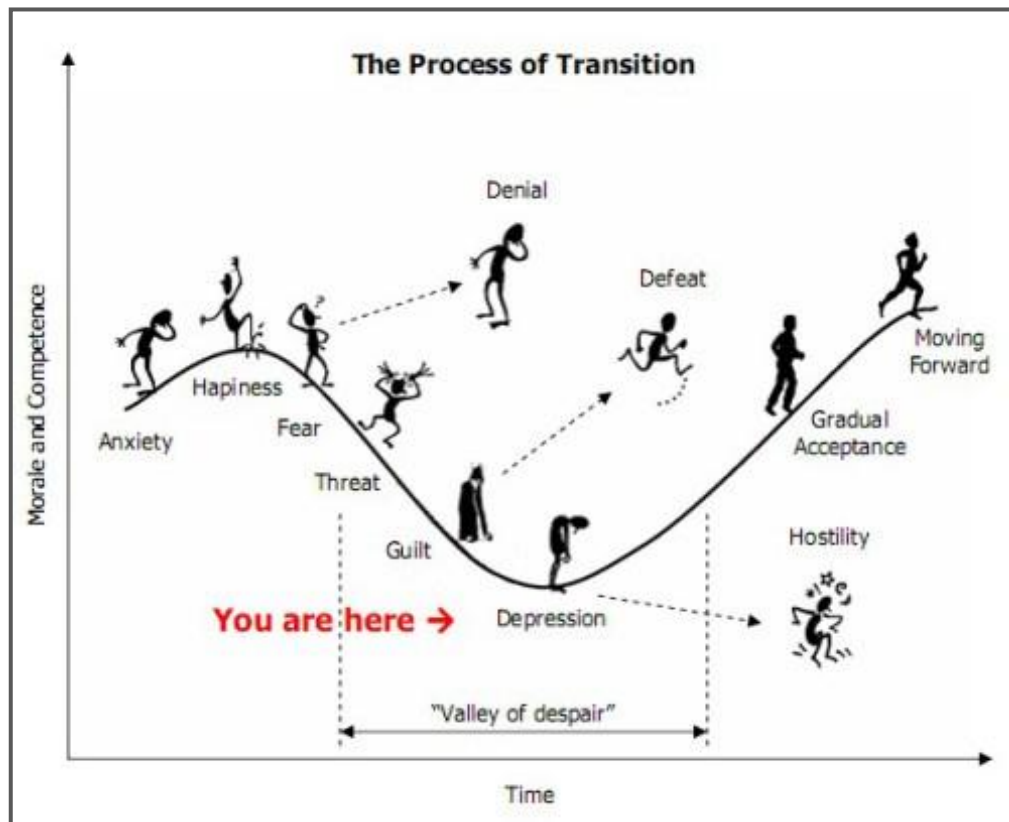 The Process of Transition
Denial
Defeat
Moving
Forward
Hapiness
Gradual
Acceptance
Anxiety
Fear
Threat
Guilt
Hostility
You are here →
Depression
"Valley of despair"
Morale and Competence
Time